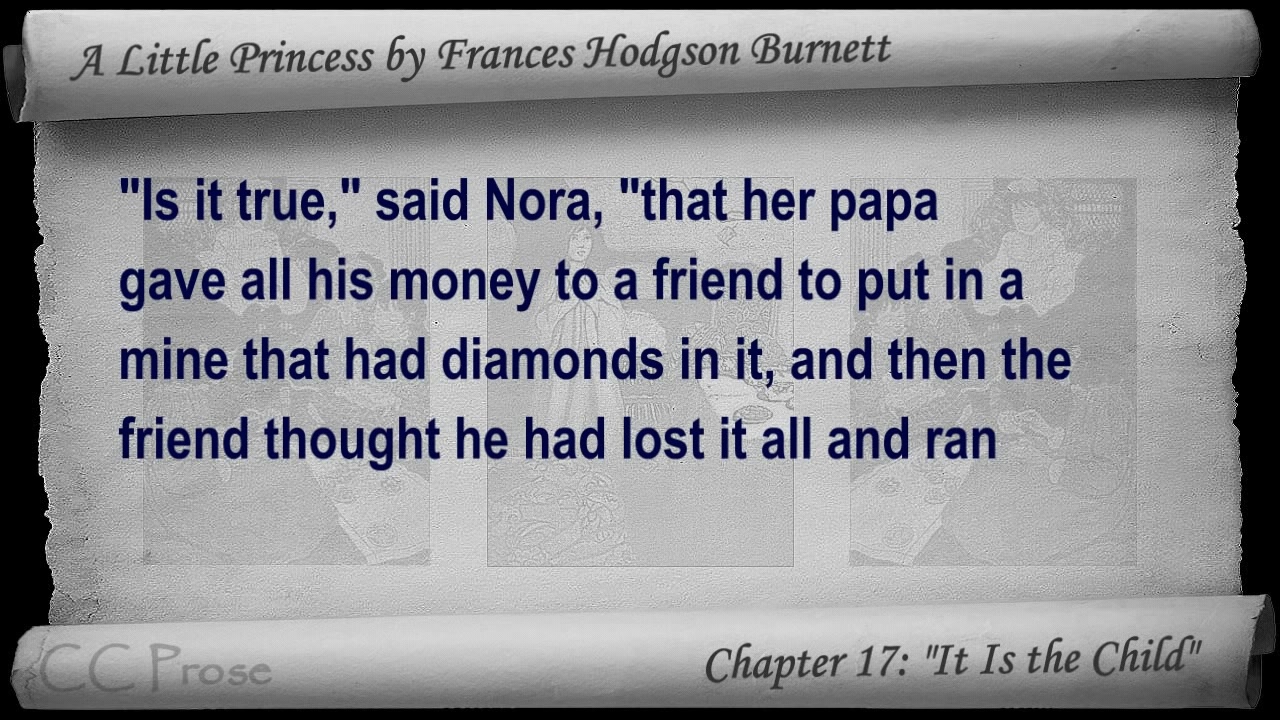 A Little Princess by Frances Hodgson Burnett
"Is it true," said Nora, "that her papa
gave all his money to a friend to put in a
mine that had diamonds in it, and then the
friend thought he had lost it all and ran
CC Prose
Chapter 17: "It Is the Child"